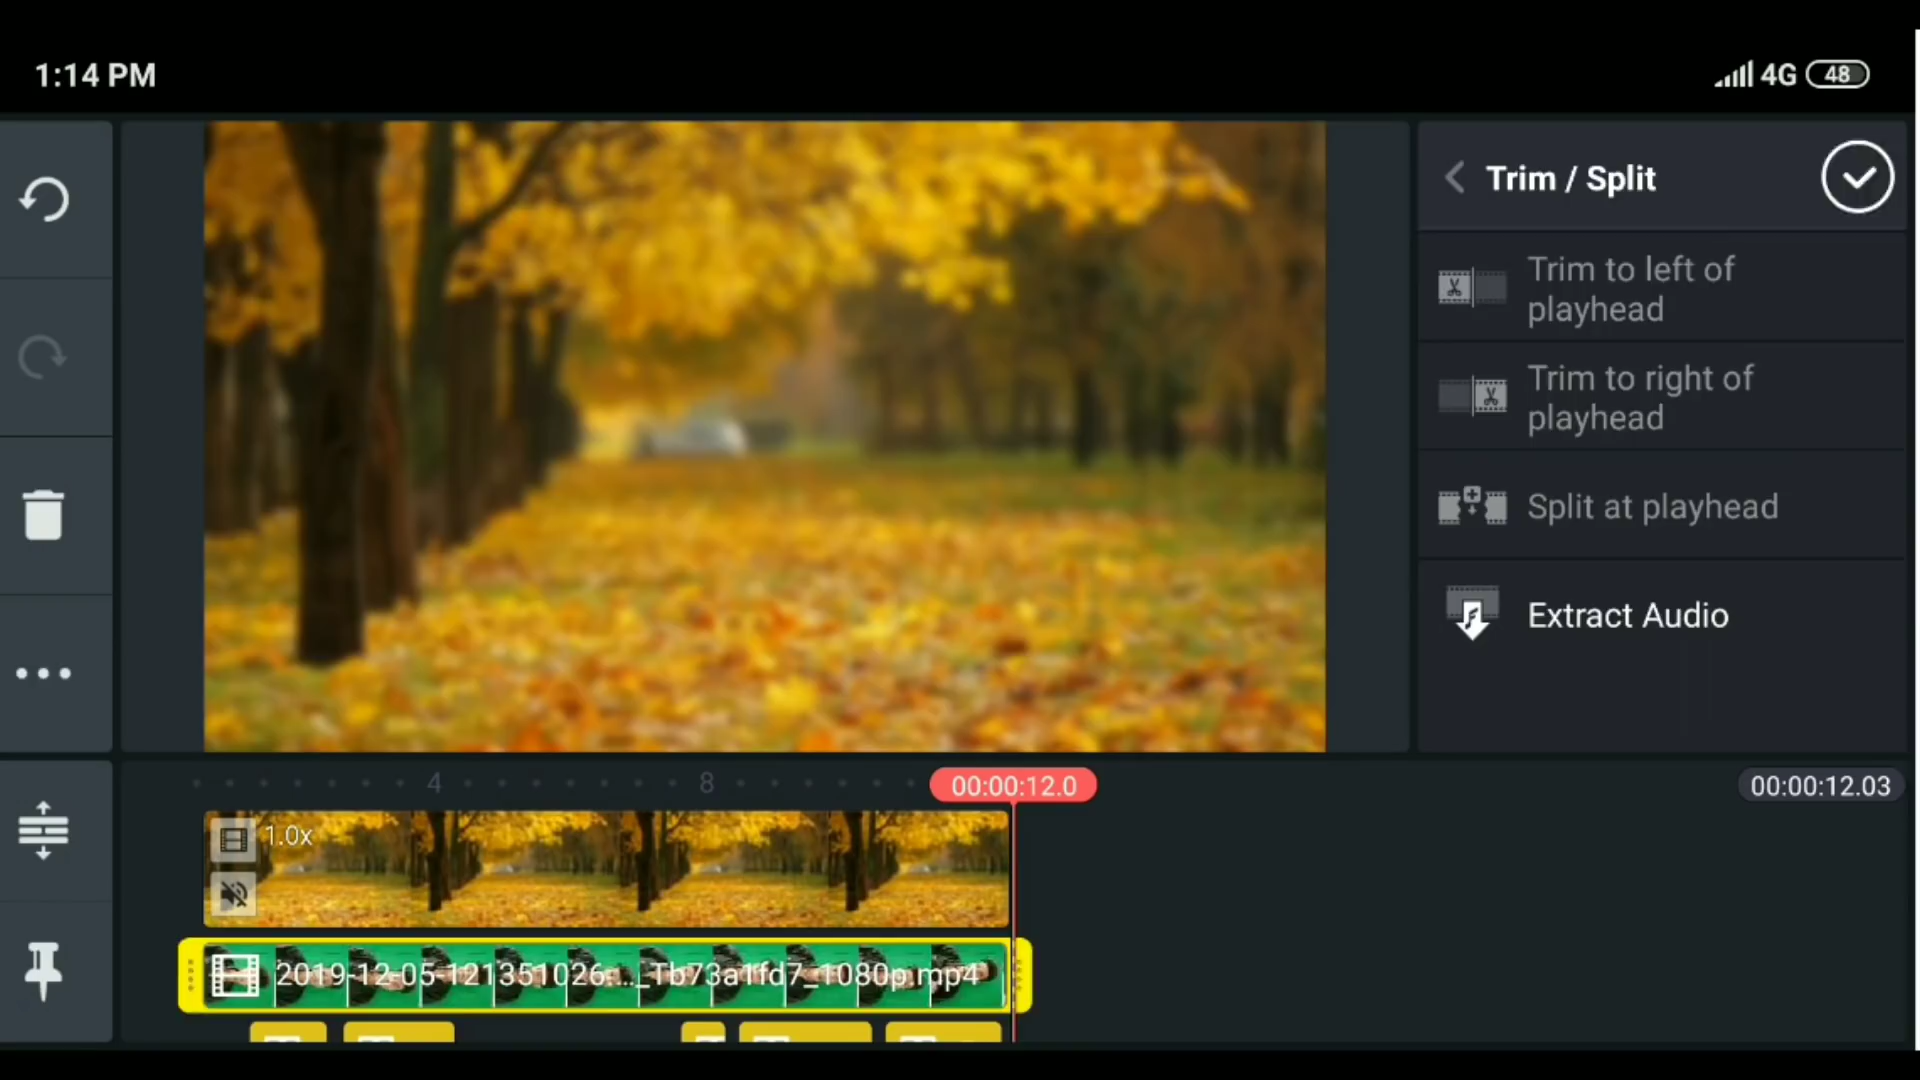 1:14 PM
4G 48
Trim / Split
Trim to left of
playhead
Trim to right of
playhead
Split at playhead
Extract Audio
4
8
00:00:12.0
00:00:12.03
1.0x
2019-12-05-121351026-..._Tb73a1fd7_1080p.mp4